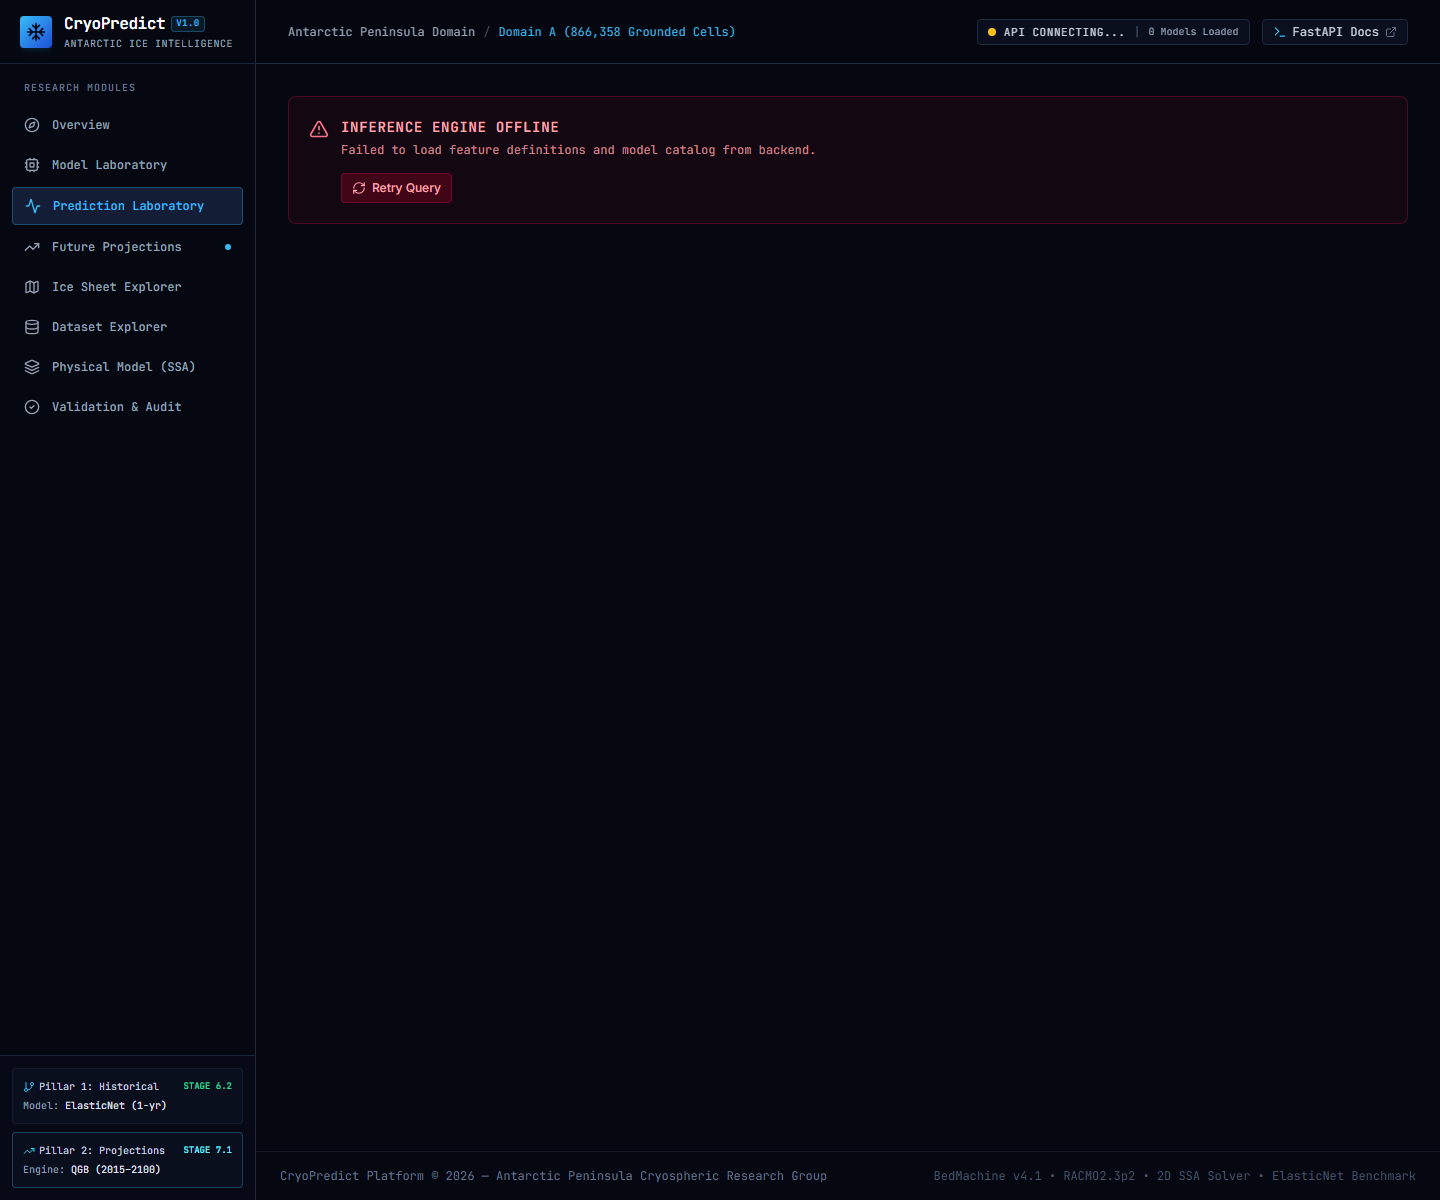 CryoPredict V1.0
ANTARCTIC ICE INTELLIGENCE
RESEARCH MODULES
Overview
Model Laboratory
Prediction Laboratory
Future Projections
Ice Sheet Explorer
Dataset Explorer
Physical Model (SSA)
Validation & Audit
Pillar 1: Historical STAGE 6.2
Model: ElasticNet (1-yr)
Pillar 2: Projections STAGE 7.1
Engine: QGB (2015–2100)
Antarctic Peninsula Domain / Domain A (866,358 Grounded Cells)
API CONNECTING... | 0 Models Loaded
FastAPI Docs
INFERENCE ENGINE OFFLINE
Failed to load feature definitions and model catalog from backend.
Retry Query
CryoPredict Platform © 2026 — Antarctic Peninsula Cryospheric Research Group
BedMachine v4.1 • RACMO2.3p2 • 2D SSA Solver • ElasticNet Benchmark